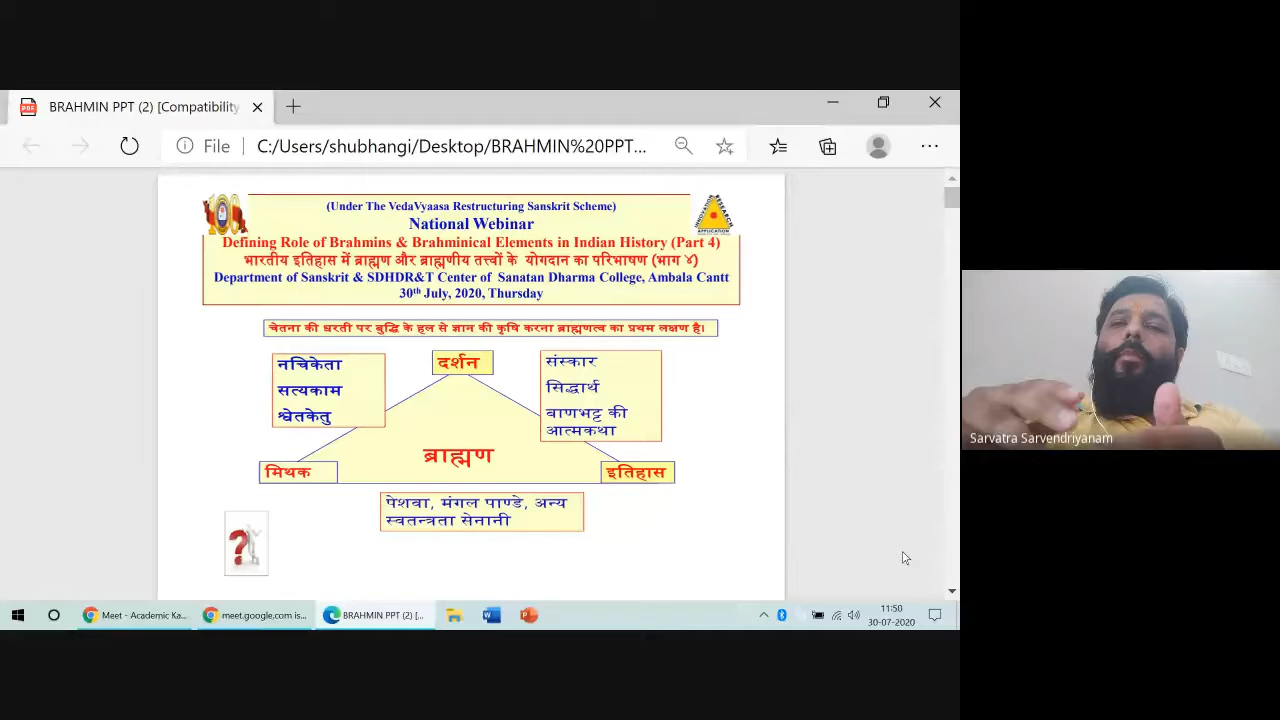 BRAHMIN PPT (2) [Compatibility
File
C:/Users/shubhangi/Desktop/BRAHMIN%20PPT...
(Under The VedaVyaasa Restructuring Sanskrit Scheme)
National Webinar
Defining Role of Brahmins & Brahminical Elements in Indian History (Part 4)
भारतीय इतिहास में ब्राह्मण और ब्राह्मणीय तत्त्वों के योगदान का परिभाषण (भाग ४)
Department of Sanskrit & SDHDR&T Center of Sanatan Dharma College, Ambala Cantt
30th July, 2020, Thursday
INNOVATION RESEARCH
APPLICATION
चेतना की धरती पर बुद्धि के हल से ज्ञान की कृषि करना ब्राह्मणत्व का प्रथम लक्षण है।
नचिकेता
सत्यकाम
श्वेतकेतु
दर्शन
संस्कार
सिद्धार्थ
बाणभट्ट की
आत्मकथा
ब्राह्मण
मिथक
इतिहास
पेशवा, मंगल पाण्डे, अन्य
स्वतन्त्रता सेनानी
Sarvatra Sarvendriyanam
Meet - Academic Ka...
meet.google.com is...
BRAHMIN PPT (2) [...
11:50
30-07-2020